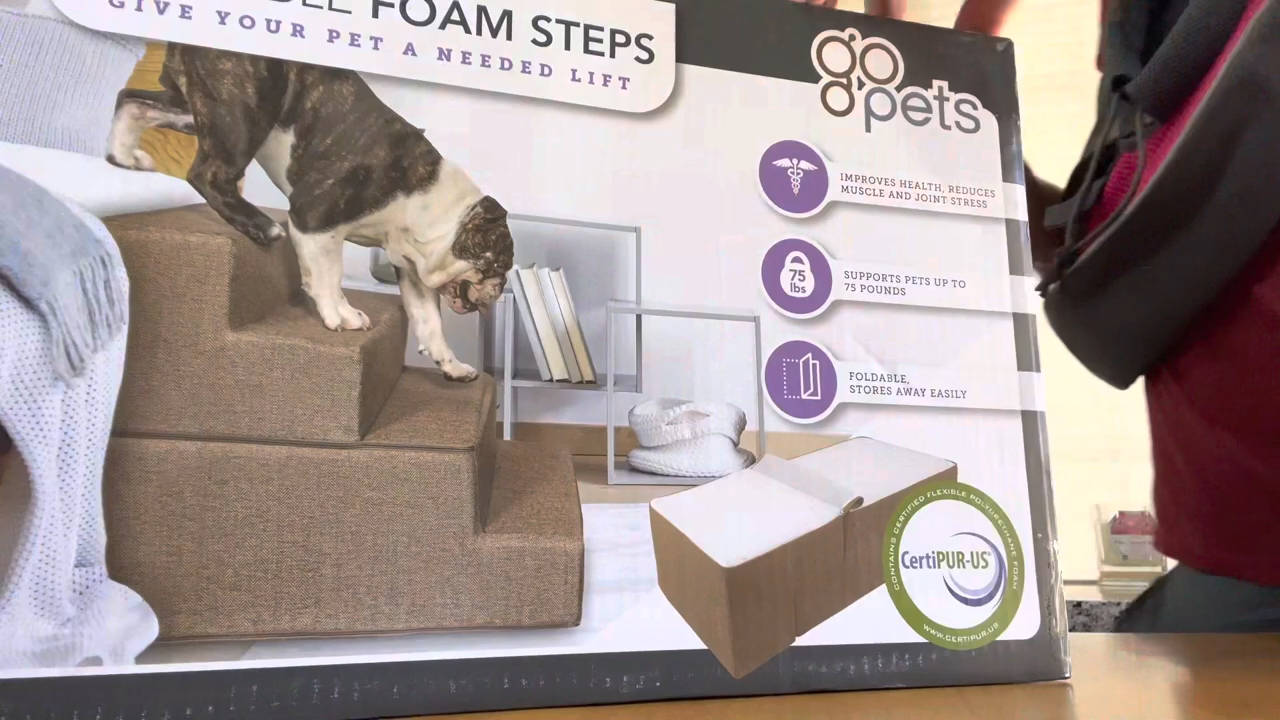 FOAM STEPS
GIVE YOUR PET A NEEDED LIFT
go
pets
IMPROVES HEALTH, REDUCES
MUSCLE AND JOINT STRESS
75
lbs
SUPPORTS PETS UP TO
75 POUNDS
FOLDABLE,
STORES AWAY EASILY
CONTAINS CERTIFIED FLEXIBLE POLYURETHANE FOAM
CertiPUR-US®
WWW.CERTIPUR.US